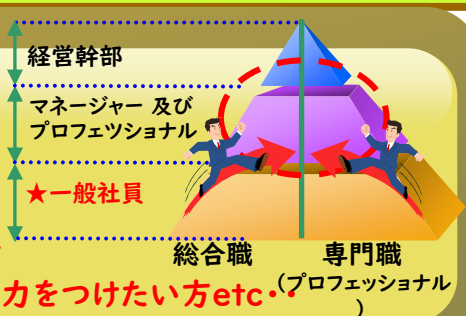 経営幹部
マネージャー 及び
プロフェツショナル
★一般社員
総合職
専門職
(プロフェッショナル
)
力をつけたい方etc・・